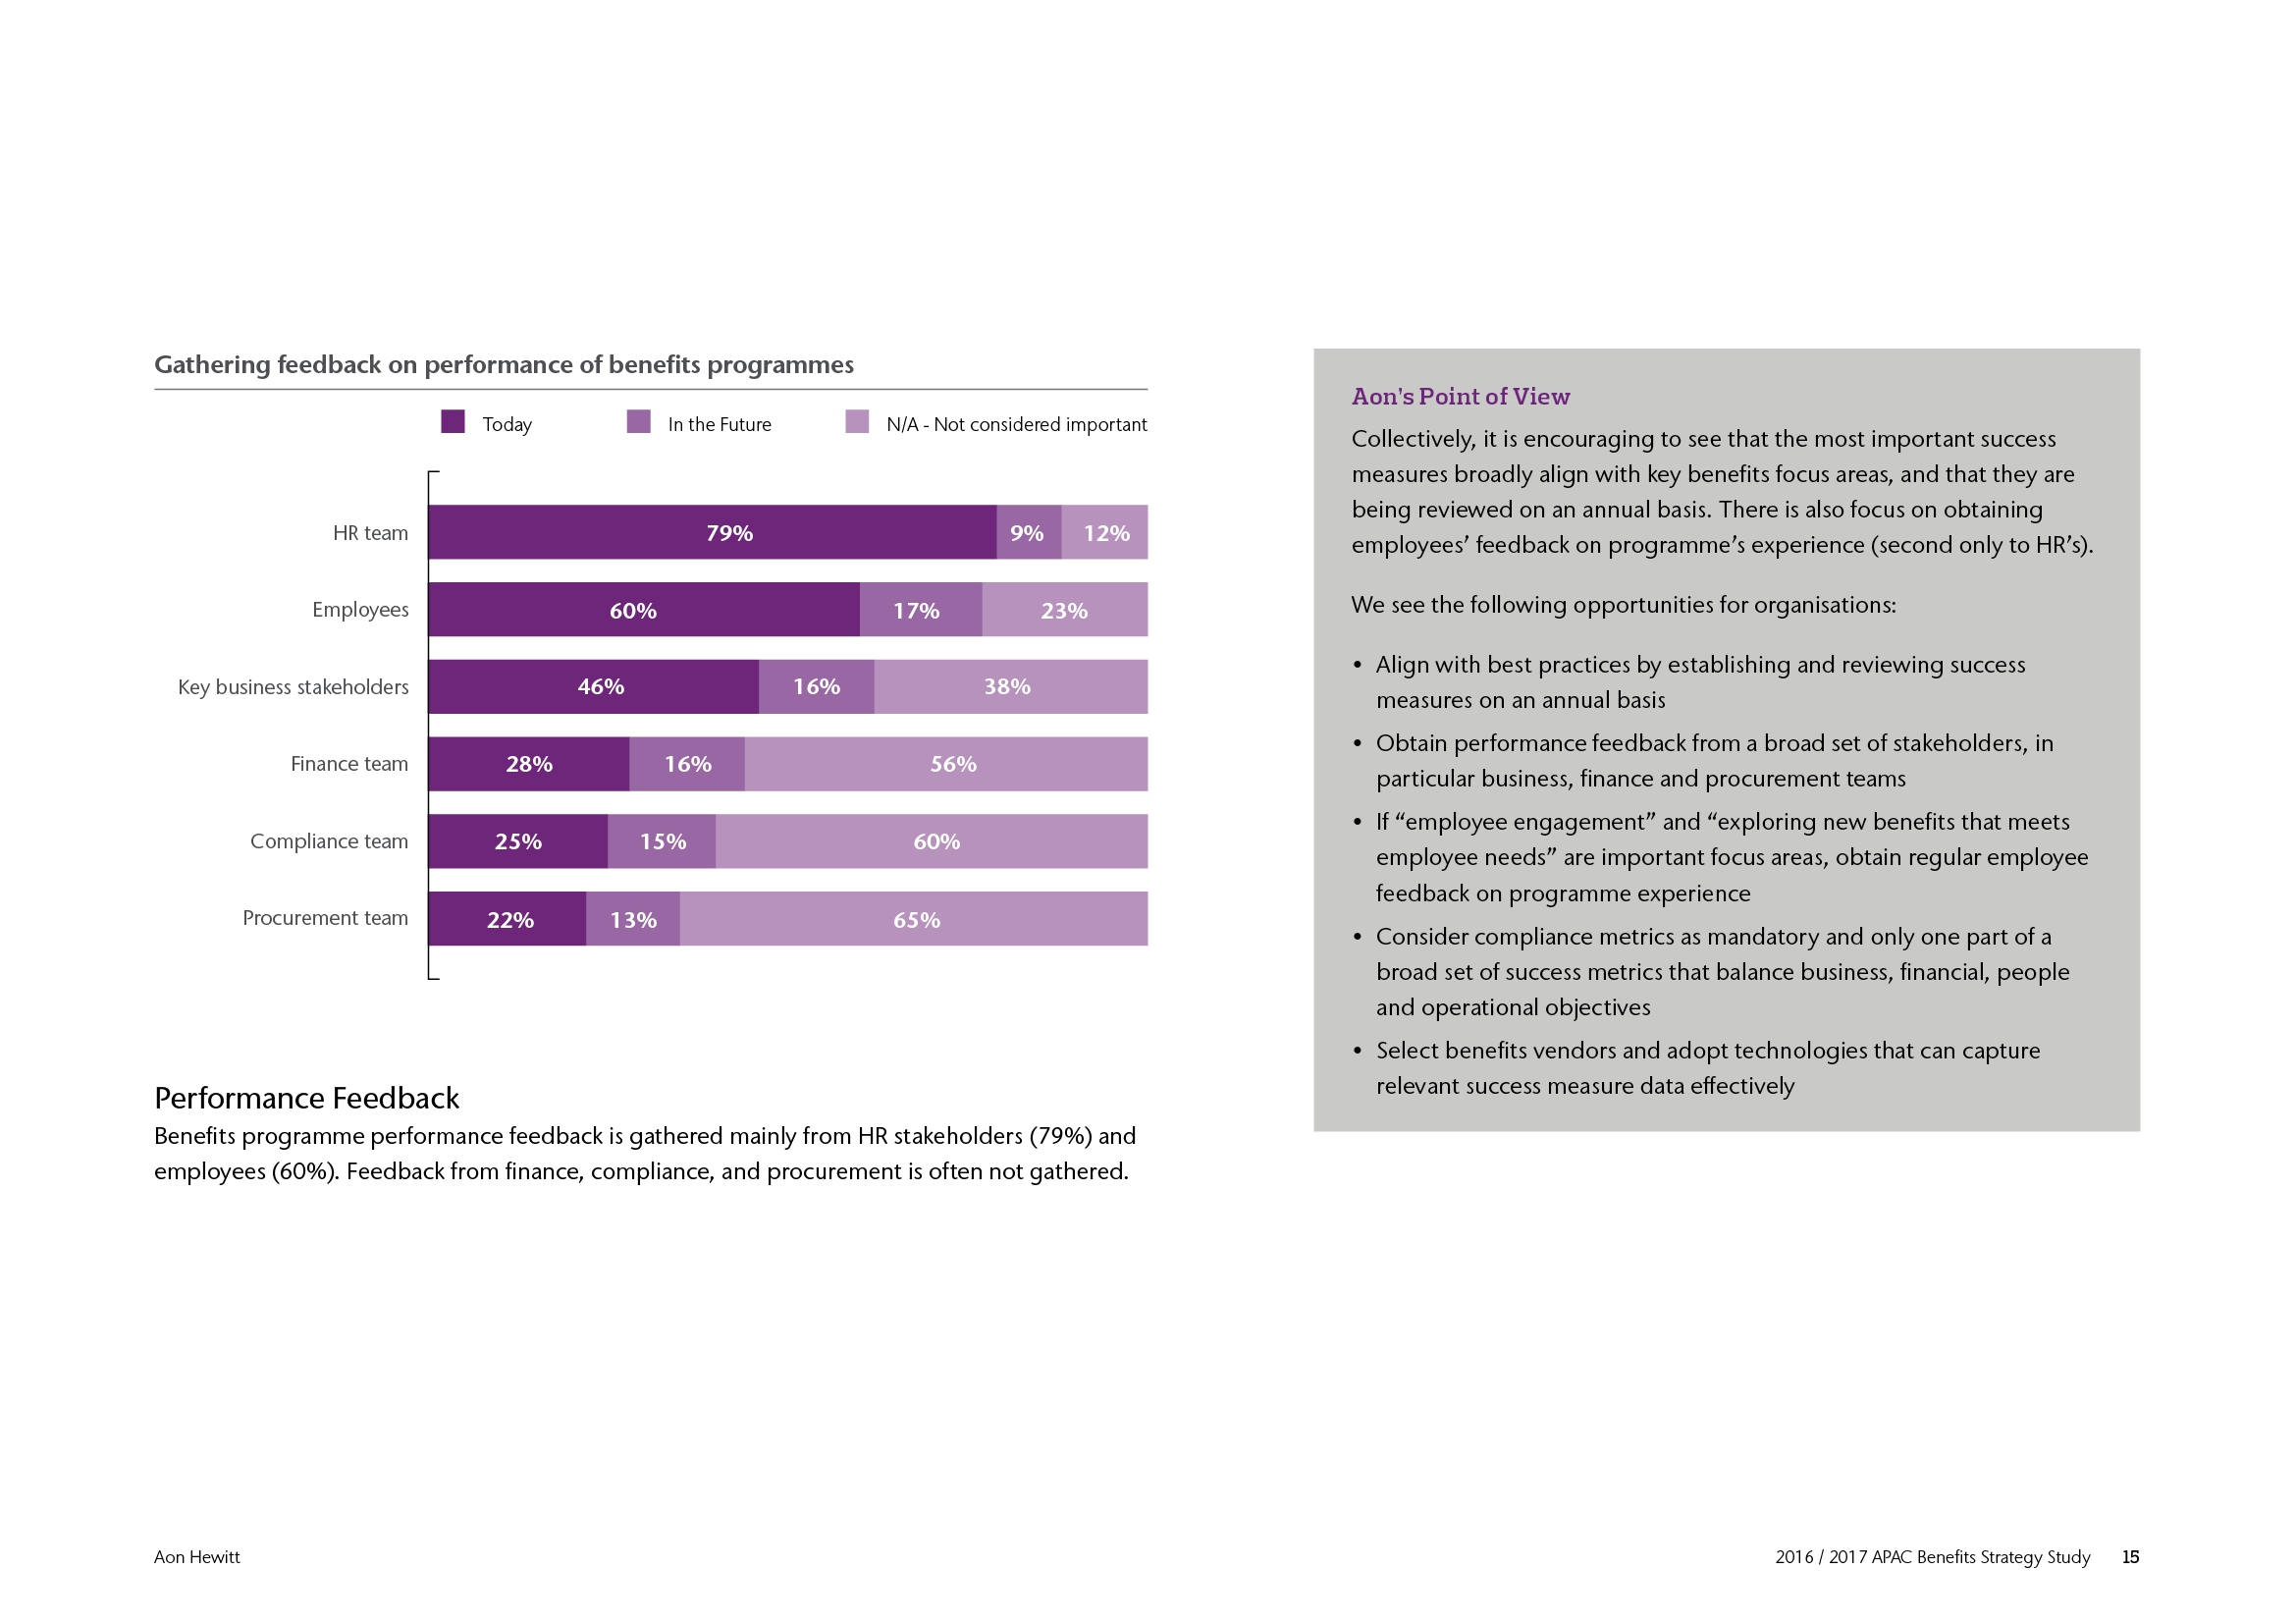 Gathering feedback on performance of benefits programmes
Today In the Future N/A - Not considered important
HR team 79% 9% 12%
Employees 60% 17% 23%
Key business stakeholders 46% 16% 38%
Finance team 28% 16% 56%
Compliance team 25% 15% 60%
Procurement team 22% 13% 65%
Performance Feedback
Benefits programme performance feedback is gathered mainly from HR stakeholders (79%) and
employees (60%). Feedback from finance, compliance, and procurement is often not gathered.
Aon's Point of View
Collectively, it is encouraging to see that the most important success
measures broadly align with key benefits focus areas, and that they are
being reviewed on an annual basis. There is also focus on obtaining
employees’ feedback on programme’s experience (second only to HR’s).
We see the following opportunities for organisations:
• Align with best practices by establishing and reviewing success
measures on an annual basis
• Obtain performance feedback from a broad set of stakeholders, in
particular business, finance and procurement teams
• If “employee engagement” and “exploring new benefits that meets
employee needs” are important focus areas, obtain regular employee
feedback on programme experience
• Consider compliance metrics as mandatory and only one part of a
broad set of success metrics that balance business, financial, people
and operational objectives
• Select benefits vendors and adopt technologies that can capture
relevant success measure data effectively
Aon Hewitt
2016 / 2017 APAC Benefits Strategy Study 15